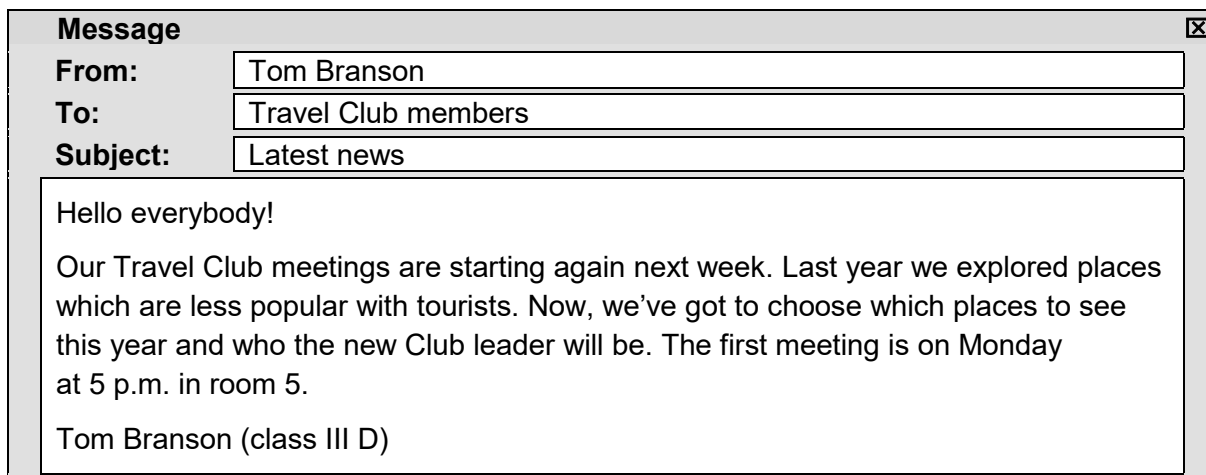 Message
From: Tom Branson
To: Travel Club members
Subject: Latest news
Hello everybody!
Our Travel Club meetings are starting again next week. Last year we explored places
which are less popular with tourists. Now, we’ve got to choose which places to see
this year and who the new Club leader will be. The first meeting is on Monday
at 5 p.m. in room 5.
Tom Branson (class III D)